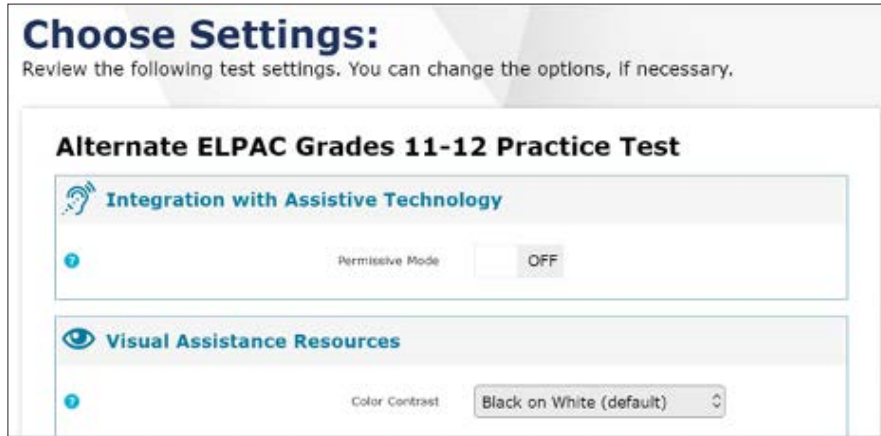 Choose Settings:
Review the following test settings. You can change the options, if necessary.
Alternate ELPAC Grades 11-12 Practice Test
Integration with Assistive Technology
? Permissive Mode OFF
Visual Assistance Resources
? Color Contrast Black on White (default)